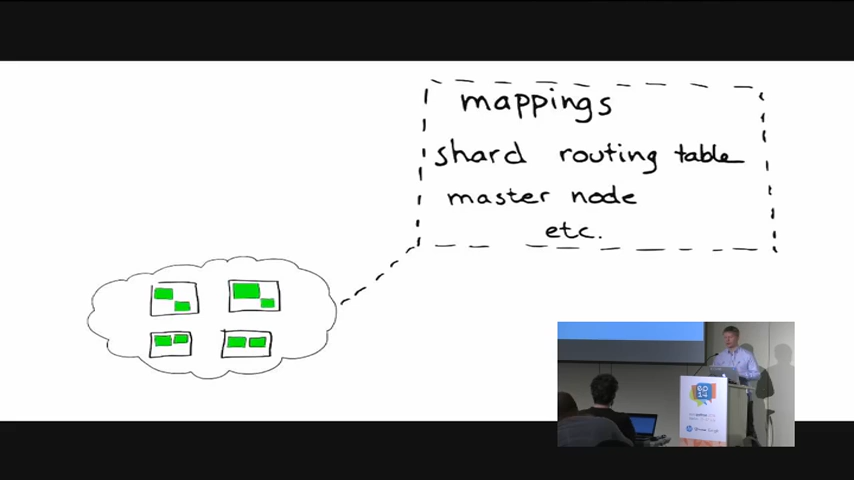 mappings
shard routing table
master node
etc.